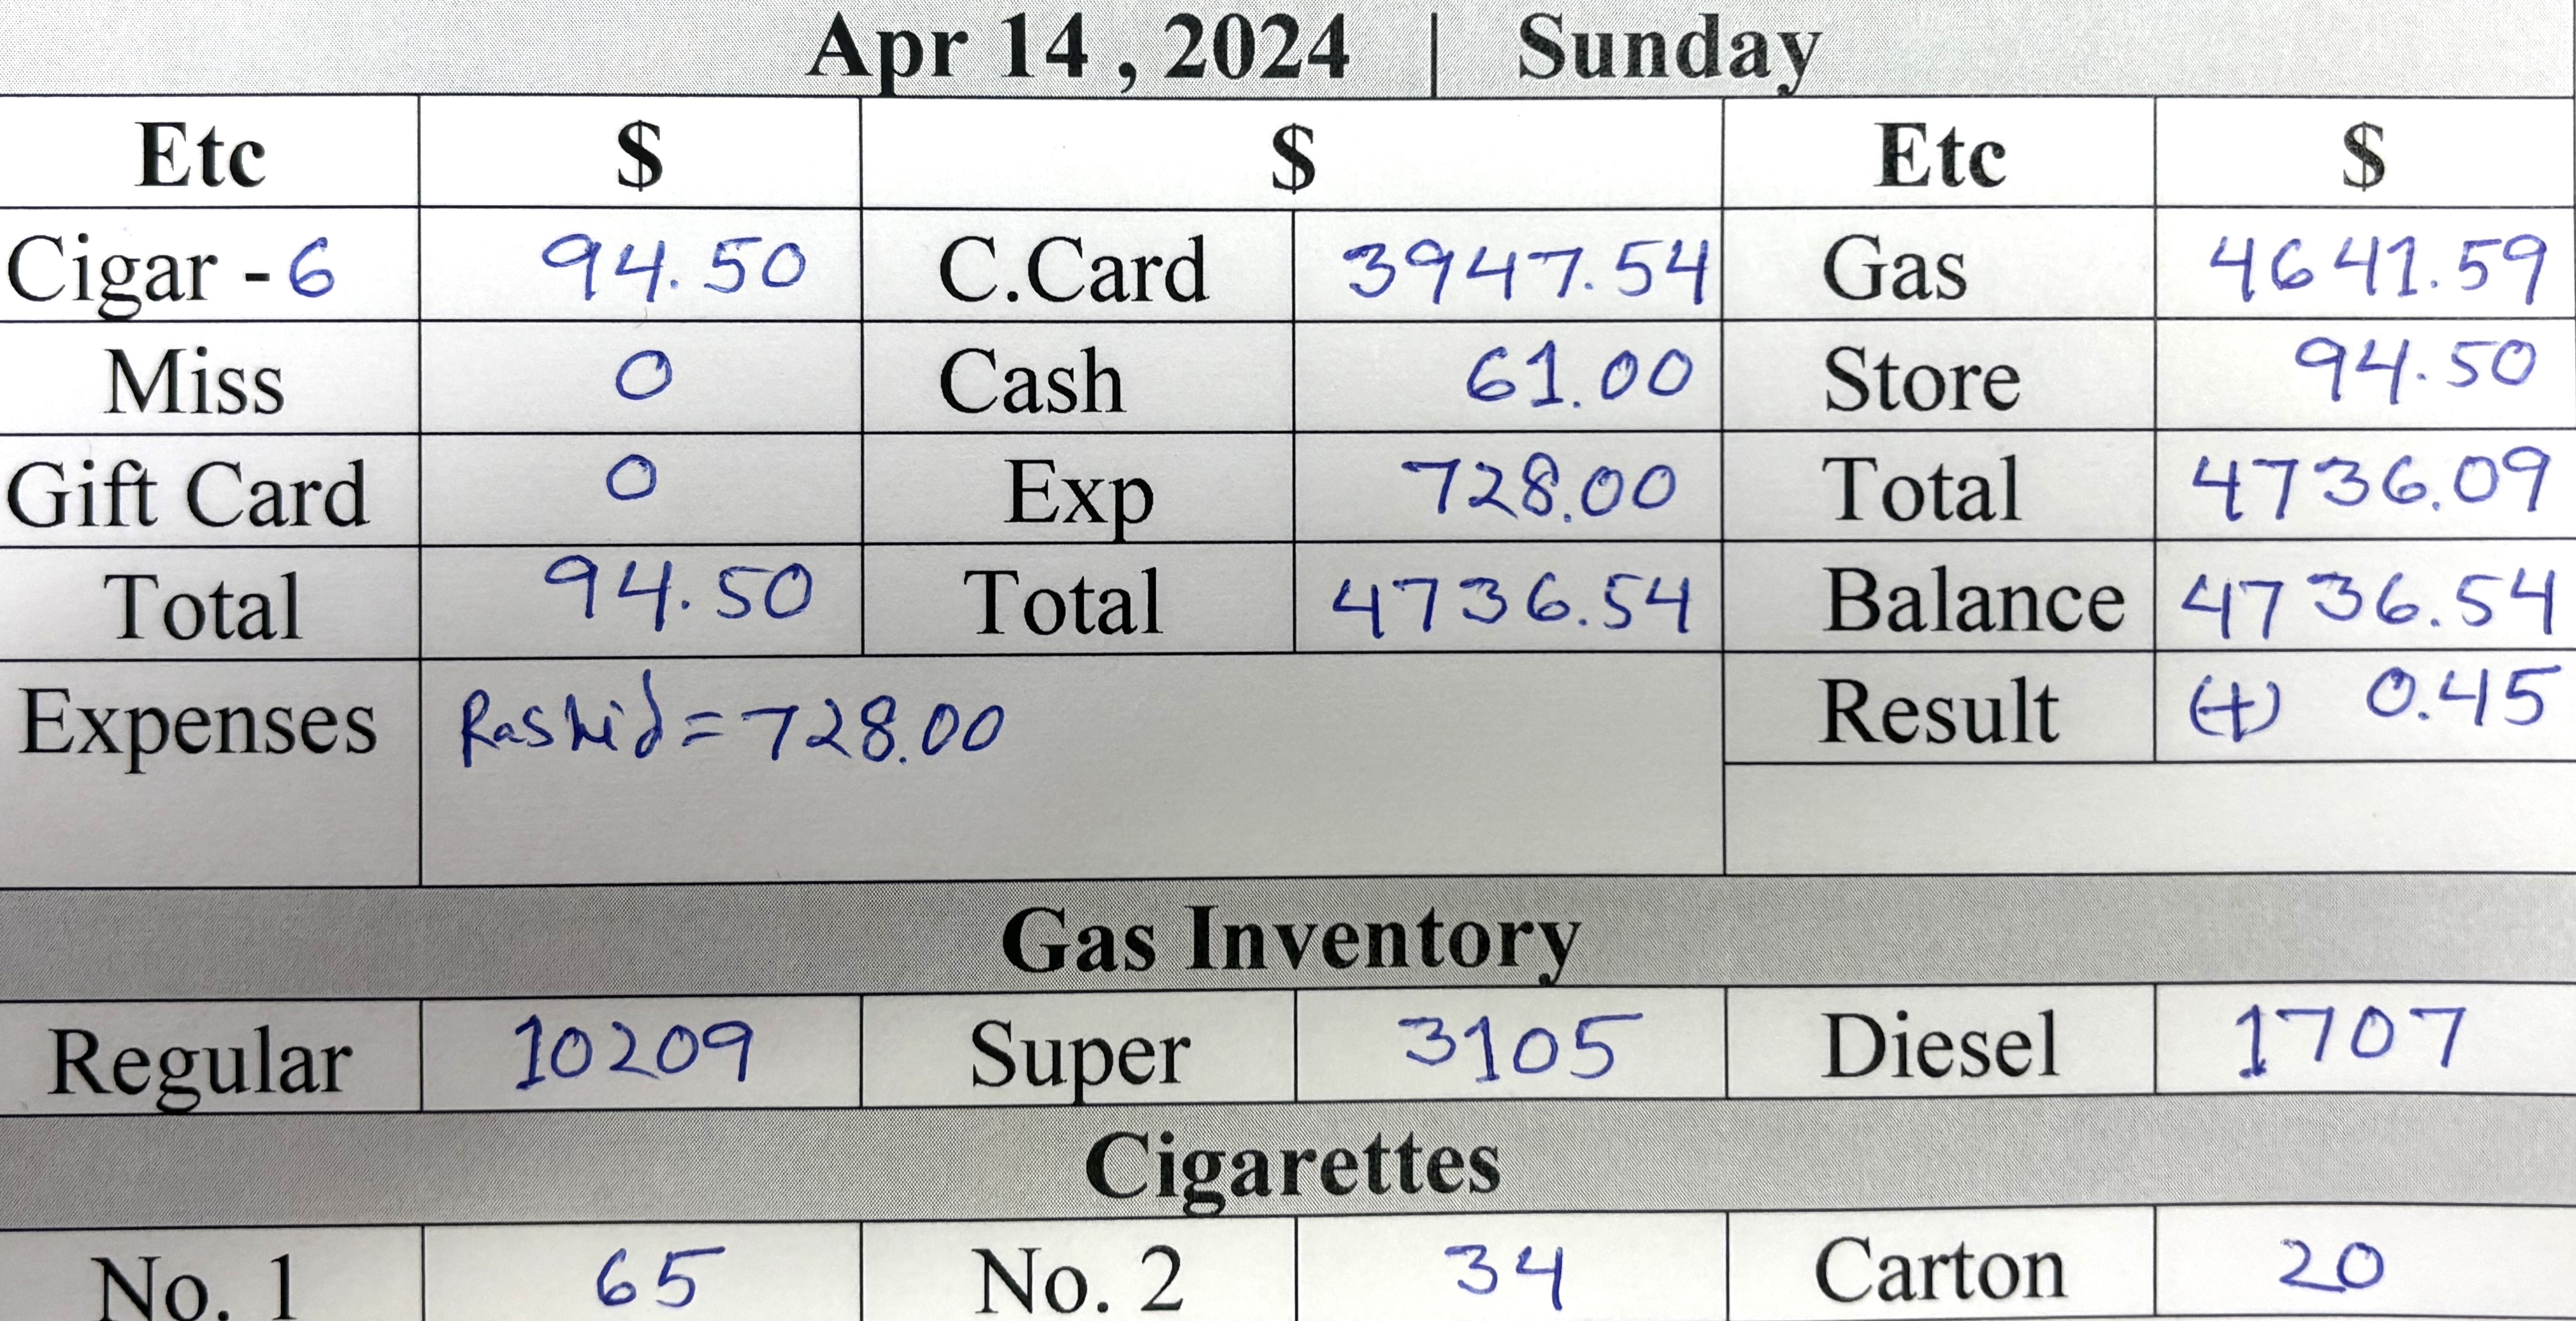 Apr 14 , 2024 | Sunday
Etc $ $ Etc $
Cigar - 6 94.50 C.Card 3947.54 Gas 4641.59
Miss 0 Cash 61.00 Store 94.50
Gift Card 0 Exp 728.00 Total 4736.09
Total 94.50 Total 4736.54 Balance 4736.54
Expenses Rashid = 728.00 Result (+) 0.45
Gas Inventory
Regular 10209 Super 3105 Diesel 1707
Cigarettes
No. 1 65 No. 2 34 Carton 20